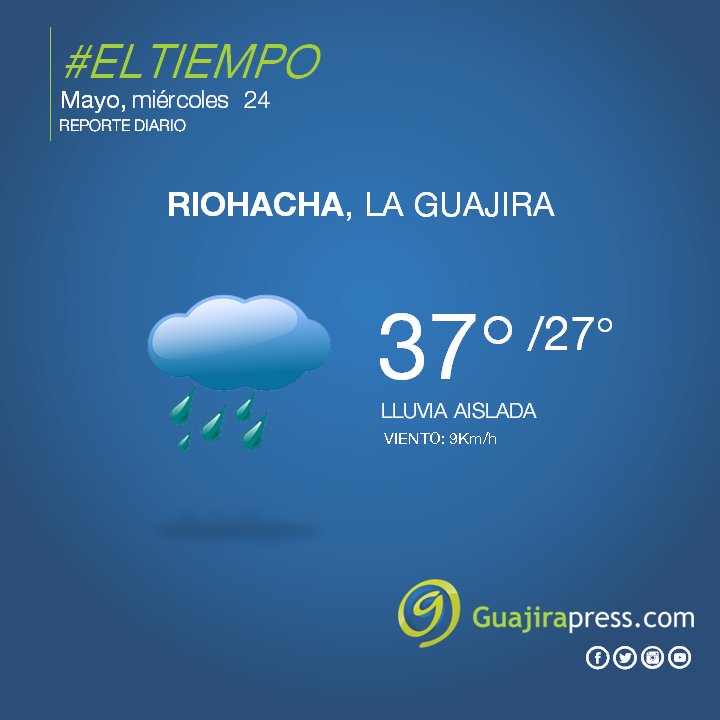 #ELTIEMPO
Mayo, miércoles 24
REPORTE DIARIO
RIOHACHA, LA GUAJIRA
37° /27°
LLUVIA AISLADA
VIENTO: 9Km/h
Guajirapress.com